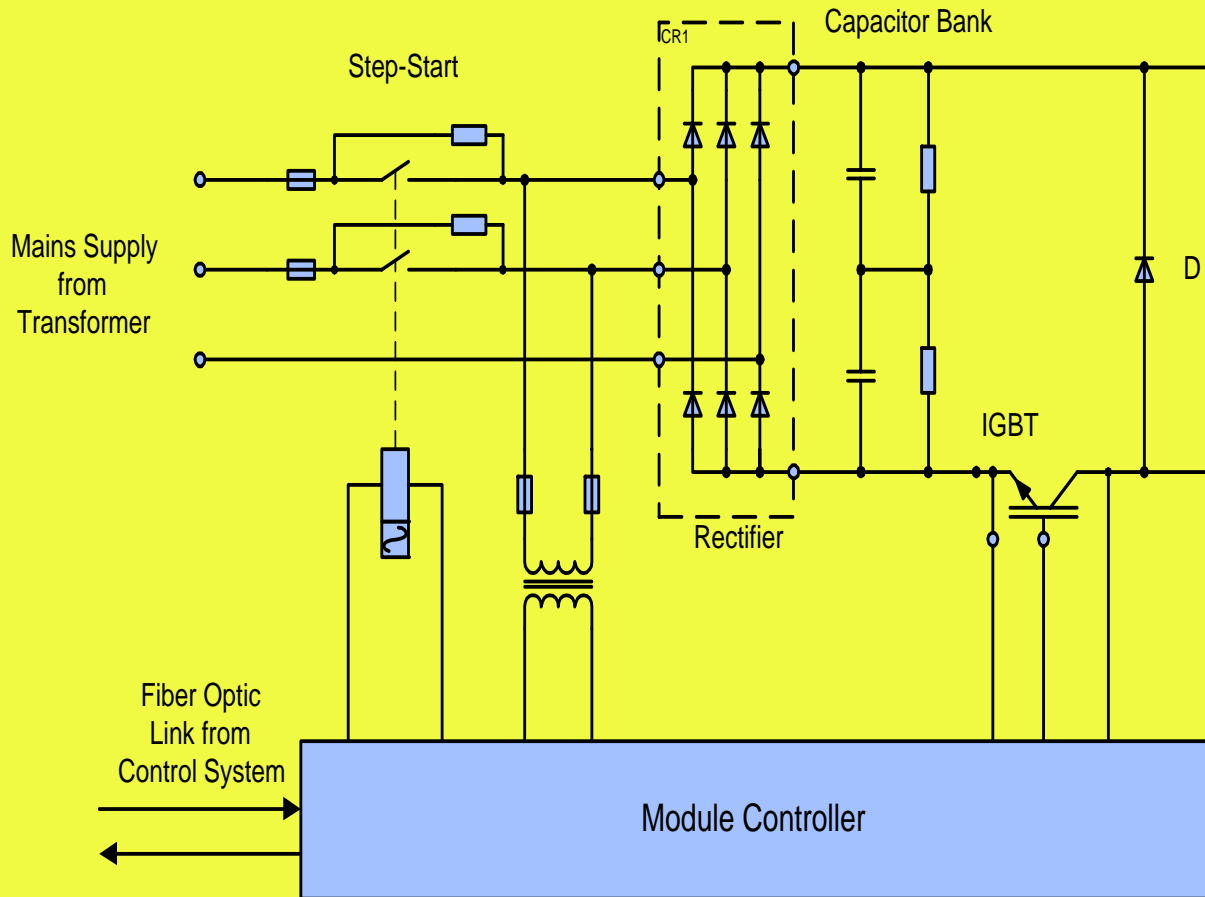 Capacitor Bank
CR1
Step-Start
Mains Supply
from
Transformer
D
IGBT
Rectifier
Fiber Optic
Link from
Control System
Module Controller